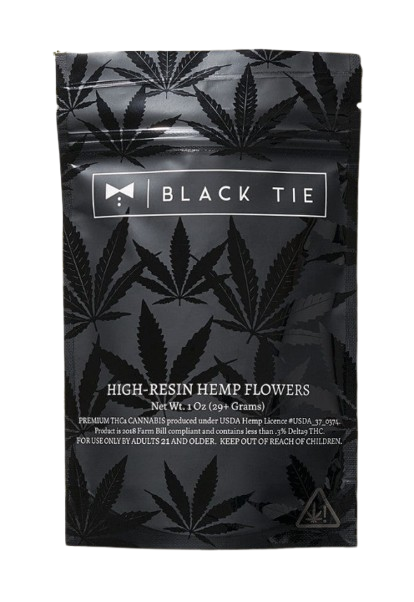 BLACK TIE
HIGH-RESIN HEMP FLOWERS
Net Wt. 1 Oz (29+ Grams)
PREMIUM THCa CANNABIS produced under USDA Hemp Licence #USDA_37_0374.
Product is 2018 Farm Bill compliant and contains less than .3% Delta9 THC.
FOR USE ONLY BY ADULTS 21 AND OLDER. KEEP OUT OF REACH OF CHILDREN.
!